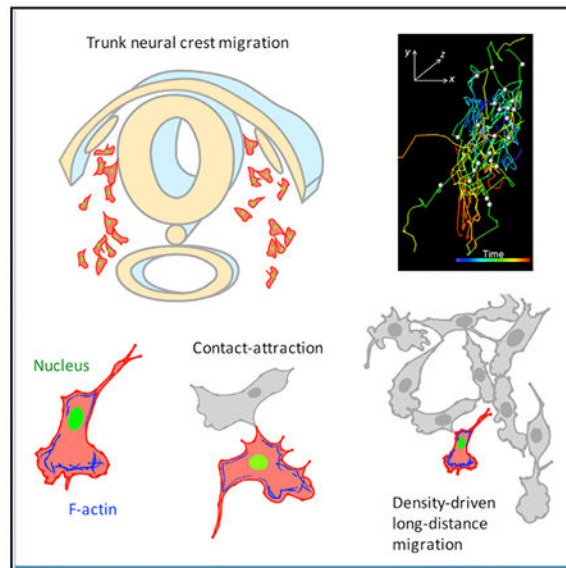 Trunk neural crest migration
y
z
x
Time
Nucleus
Contact-attraction
F-actin
Density-driven
long-distance
migration